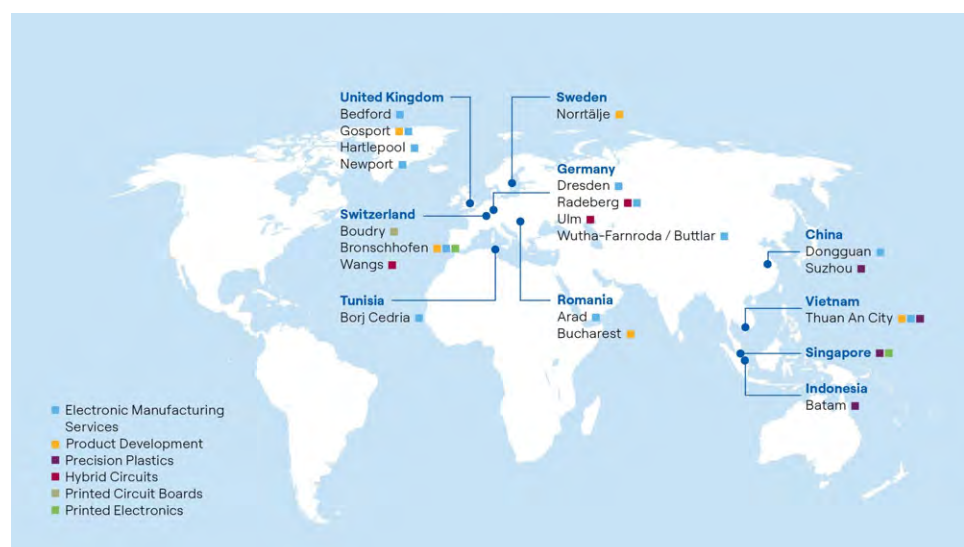 United Kingdom
Bedford
Gosport
Hartlepool
Newport
Sweden
Norrtälje
Germany
Dresden
Radeberg
Ulm
Wutha-Farnroda / Buttlar
Switzerland
Boudry
Bronschhofen
Wangs
China
Dongguan
Suzhou
Tunisia
Borj Cedria
Romania
Arad
Bucharest
Vietnam
Thuan An City
Singapore
Indonesia
Batam
Electronic Manufacturing
Services
Product Development
Precision Plastics
Hybrid Circuits
Printed Circuit Boards
Printed Electronics